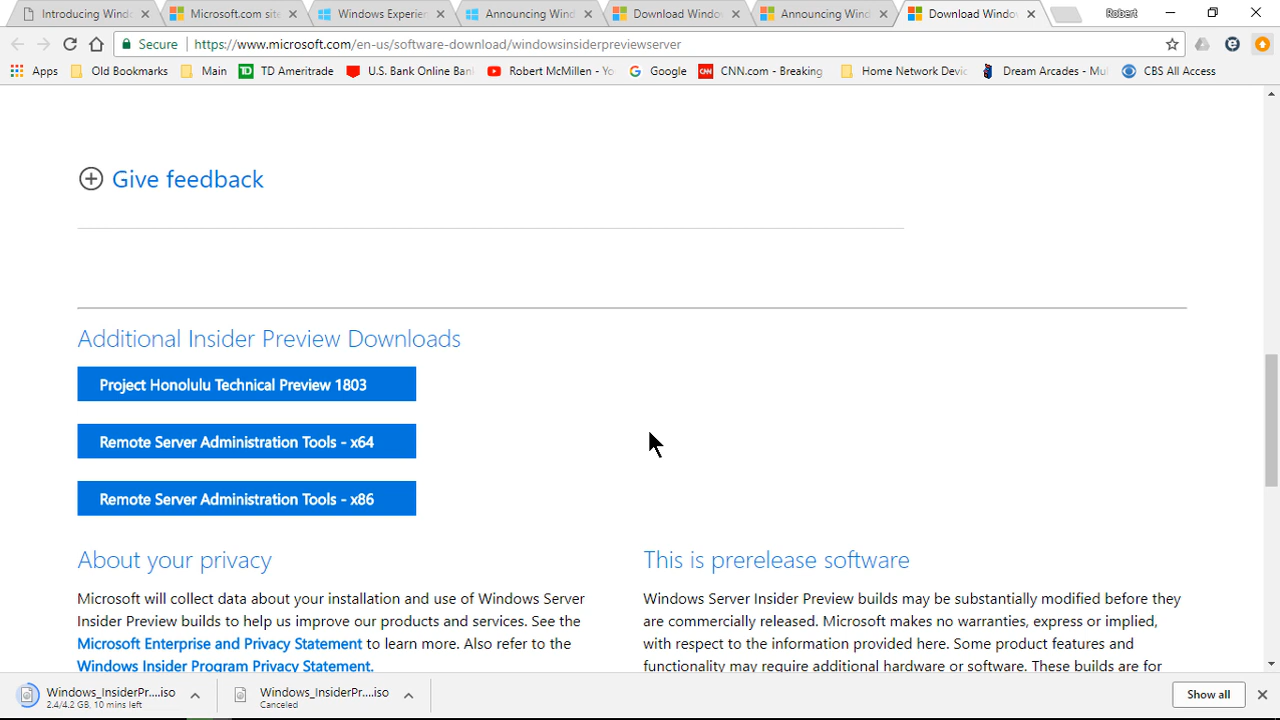 Introducing Wind
Microsoft.com sit
Windows Experien
Announcing Wind
Download Windo
Announcing Wind
Download Windo
Robert
Secure
https://www.microsoft.com/en-us/software-download/windowsinsiderpreviewserver
Apps
Old Bookmarks
Main
TD Ameritrade
U.S. Bank Online Ban
Robert McMillen - Yo
Google
CNN.com - Breaking
Home Network Devic
Dream Arcades - Mul
CBS All Access
Give feedback
Additional Insider Preview Downloads
Project Honolulu Technical Preview 1803
Remote Server Administration Tools - x64
Remote Server Administration Tools - x86
About your privacy
Microsoft will collect data about your installation and use of Windows Server
Insider Preview builds to help us improve our products and services. See the
Microsoft Enterprise and Privacy Statement to learn more. Also refer to the
Windows Insider Program Privacy Statement.
This is prerelease software
Windows Server Insider Preview builds may be substantially modified before they
are commercially released. Microsoft makes no warranties, express or implied,
with respect to the information provided here. Some product features and
functionality may require additional hardware or software. These builds are for
Windows_InsiderPr....iso
2.4/4.2 GB, 10 mins left
Windows_InsiderPr....iso
Canceled
Show all